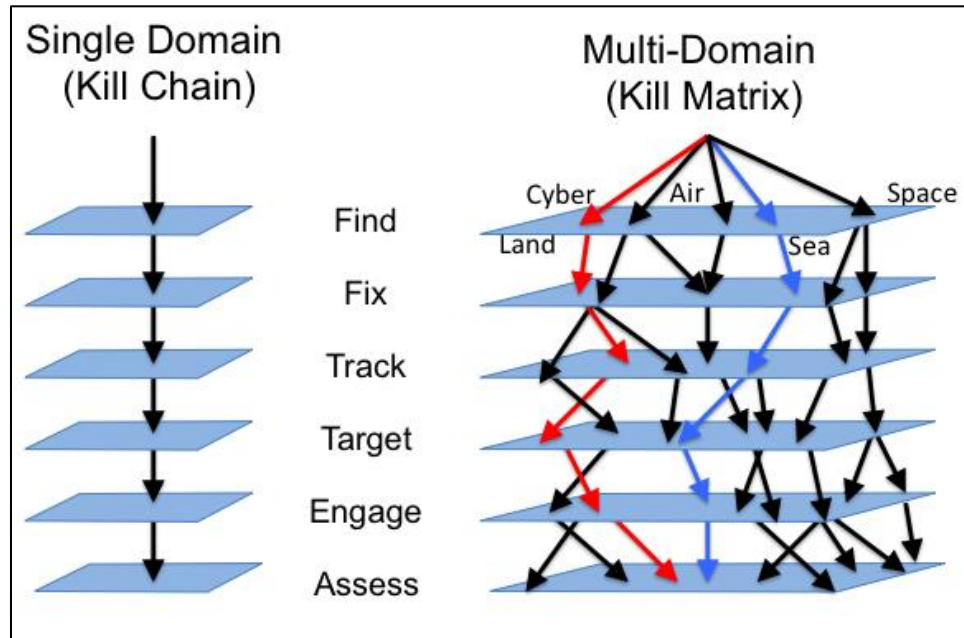 Single Domain
(Kill Chain)
Multi-Domain
(Kill Matrix)
Cyber
Air
Space
Find
Land
Sea
Fix
Track
Target
Engage
Assess